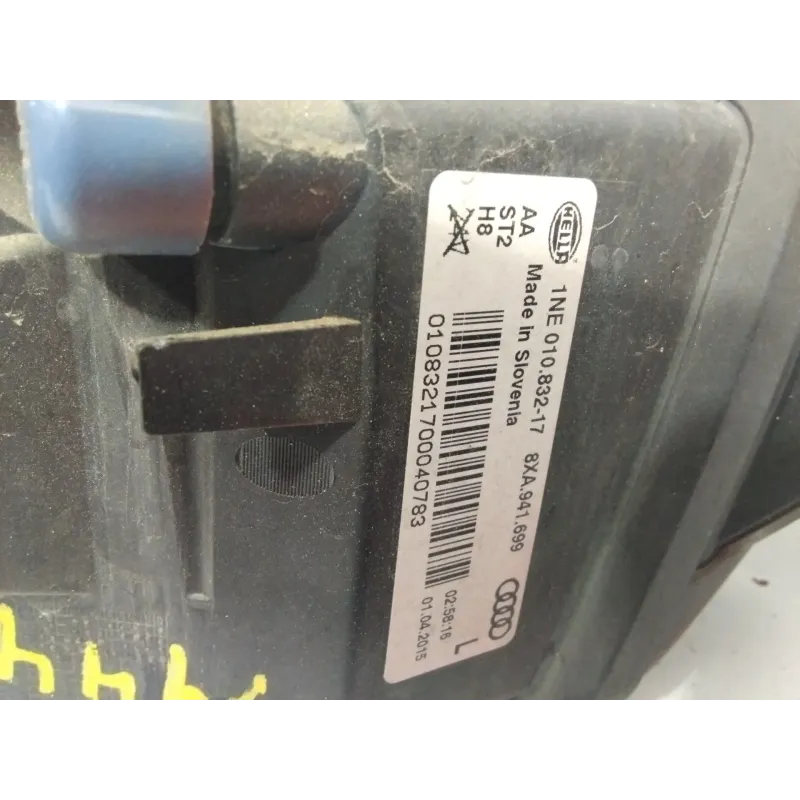 HELLA 1NE 010.832-17 8XA.941.699
AA Made in Slovenia
ST2
H8
L
010832170040783
02:58:16
01.04.2015